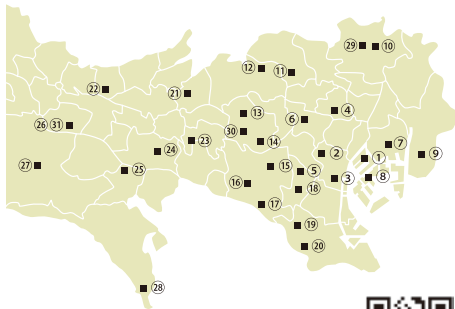 ㉙ ⑩
⑫ ⑪
㉒ ㉑
⑬ ④
⑥
㉖ ㉛ ㉚
㉓ ⑭ ⑦
㉔ ② ① ⑨
㉗ ㉕ ⑮ ⑤
⑯ ⑱ ③ ⑧
⑰
⑲
⑳
㉘